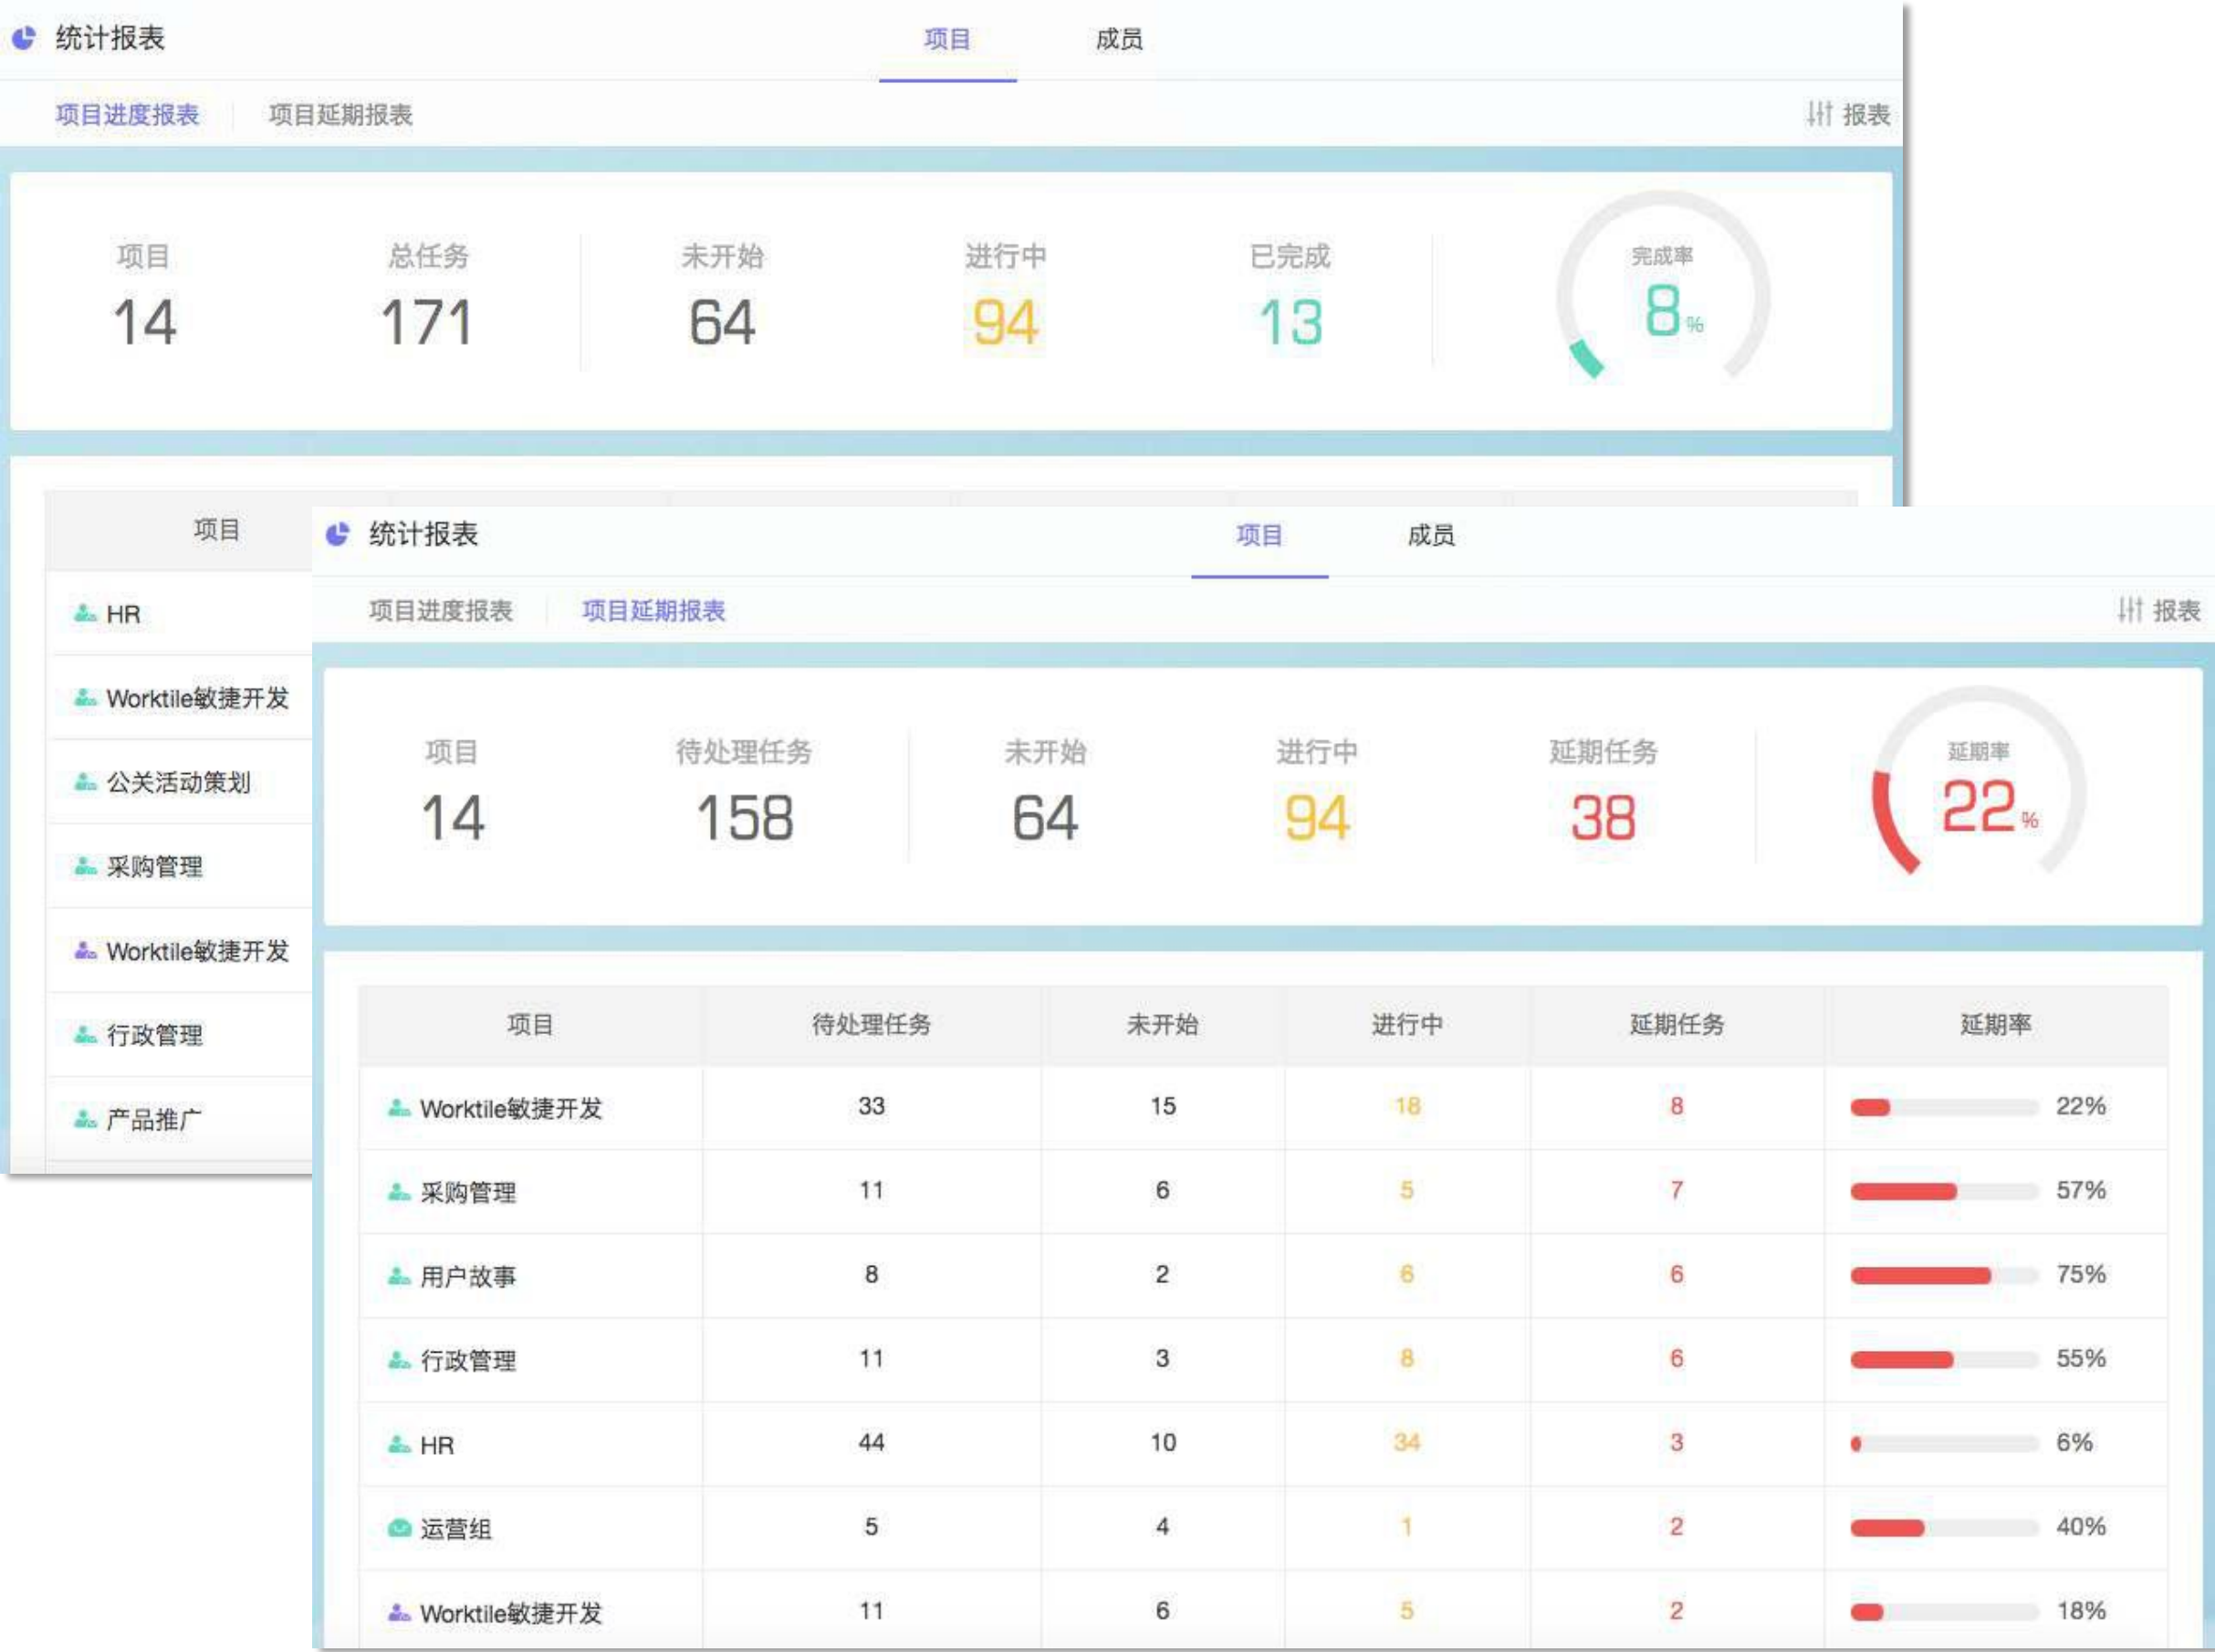 统计报表 项目 成员
项目进度报表 项目延期报表 报表
项目 总任务 未开始 进行中 已完成 完成率
14 171 64 94 13 8%
项目
HR
Worktile敏捷开发
公关活动策划
采购管理
Worktile敏捷开发
行政管理
产品推广
统计报表 项目 成员
项目进度报表 项目延期报表 报表
项目 待处理任务 未开始 进行中 延期任务 延期率
14 158 64 94 38 22%
项目 待处理任务 未开始 进行中 延期任务 延期率
Worktile敏捷开发 33 15 18 8 22%
采购管理 11 6 5 7 57%
用户故事 8 2 6 6 75%
行政管理 11 3 8 6 55%
HR 44 10 34 3 6%
运营组 5 4 1 2 40%
Worktile敏捷开发 11 6 5 2 18%